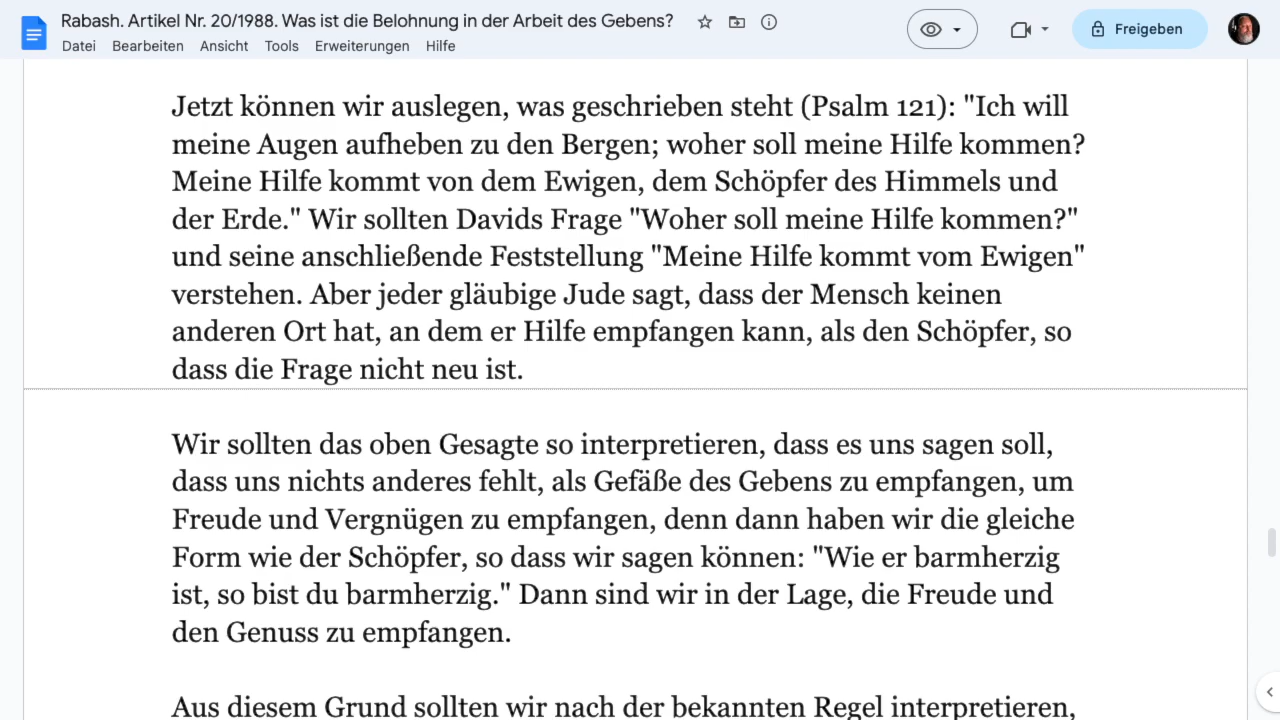 Rabash. Artikel Nr. 20/1988. Was ist die Belohnung in der Arbeit des Gebens?
Datei Bearbeiten Ansicht Tools Erweiterungen Hilfe
Freigeben
Jetzt können wir auslegen, was geschrieben steht (Psalm 121): "Ich will
meine Augen aufheben zu den Bergen; woher soll meine Hilfe kommen?
Meine Hilfe kommt von dem Ewigen, dem Schöpfer des Himmels und
der Erde." Wir sollten Davids Frage "Woher soll meine Hilfe kommen?"
und seine anschließende Feststellung "Meine Hilfe kommt vom Ewigen"
verstehen. Aber jeder gläubige Jude sagt, dass der Mensch keinen
anderen Ort hat, an dem er Hilfe empfangen kann, als den Schöpfer, so
dass die Frage nicht neu ist.
Wir sollten das oben Gesagte so interpretieren, dass es uns sagen soll,
dass uns nichts anderes fehlt, als Gefäße des Gebens zu empfangen, um
Freude und Vergnügen zu empfangen, denn dann haben wir die gleiche
Form wie der Schöpfer, so dass wir sagen können: "Wie er barmherzig
ist, so bist du barmherzig." Dann sind wir in der Lage, die Freude und
den Genuss zu empfangen.
Aus diesem Grund sollten wir nach der bekannten Regel interpretieren,